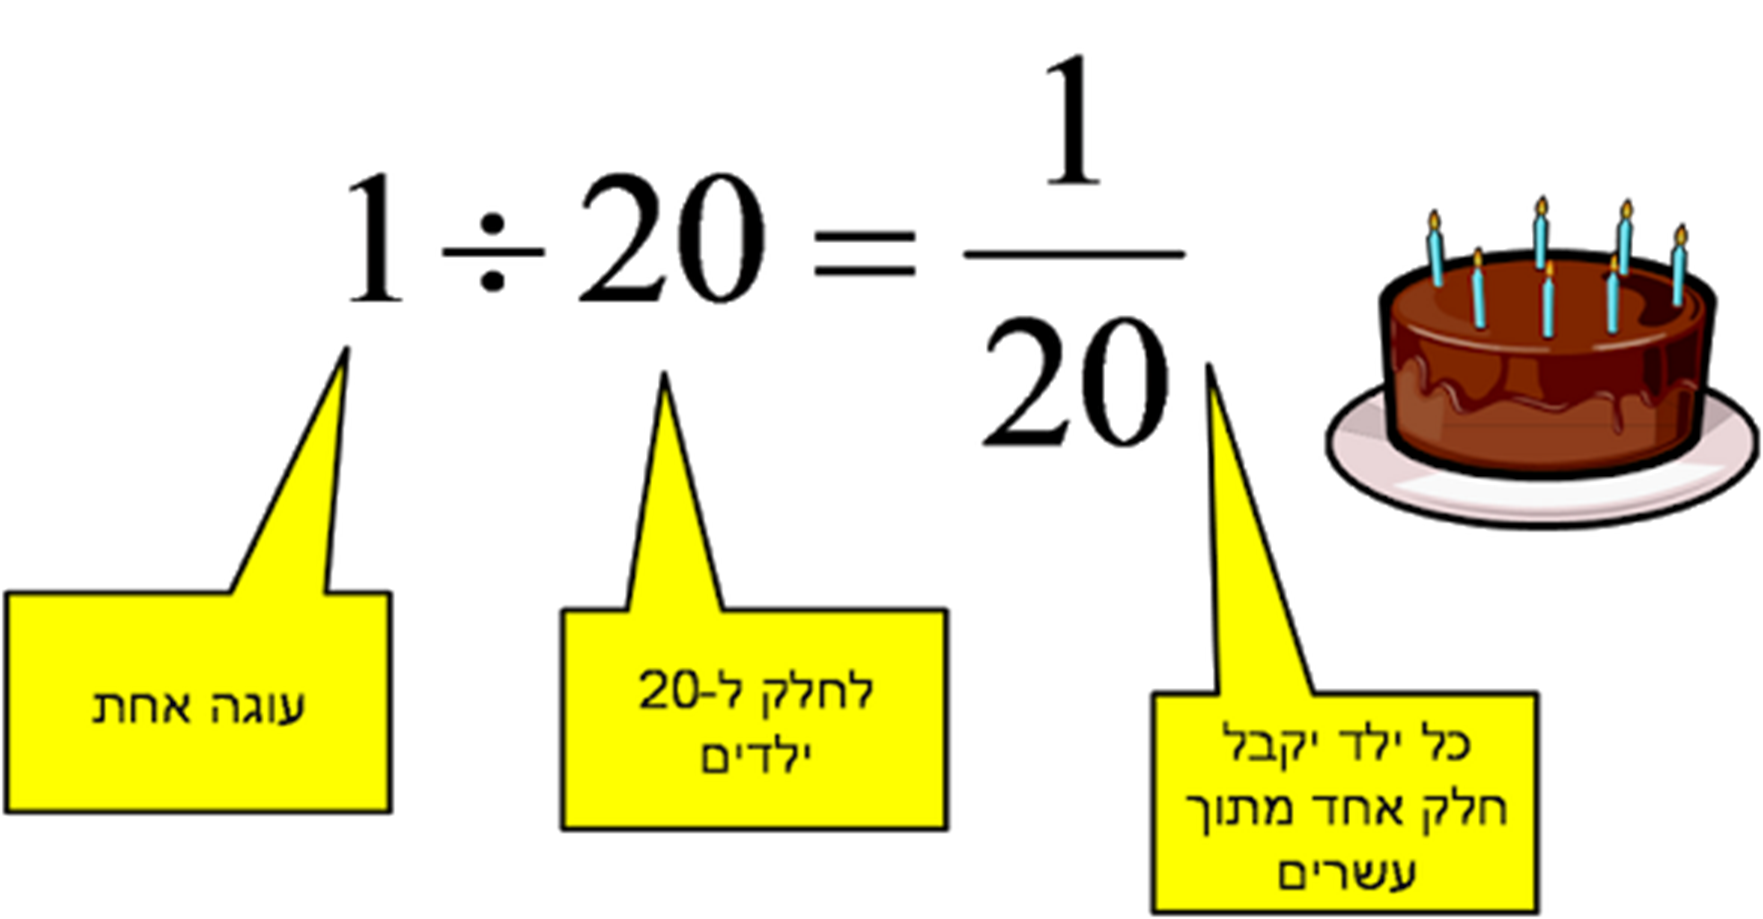 1 ÷ 20 = 1/20
עוגה אחת
לחלק ל-20
ילדים
כל ילד יקבל
חלק אחד מתוך
עשרים